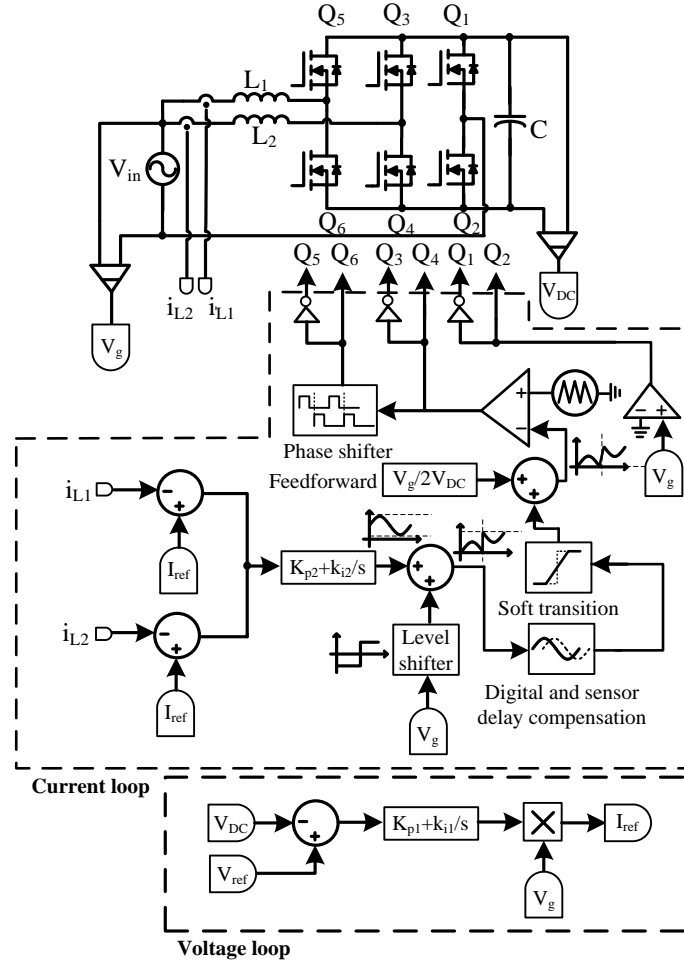 Q5 Q3 Q1
L1
L2
C
Vin
Q6 Q4 Q2
Q5 Q6 Q3 Q4 Q1 Q2
VDC
iL2 iL1
Vg
+
−
− +
Phase shifter
Feedforward
Vg/2VDC
+
+
Vg
iL1
−
+
Iref
Kp2+ki2/s
+
+
Soft transition
iL2
−
+
Iref
Level
shifter
Digital and sensor
delay compensation
Vg
Current loop
VDC
−
+
Kp1+ki1/s
Iref
Vref
Vg
Voltage loop